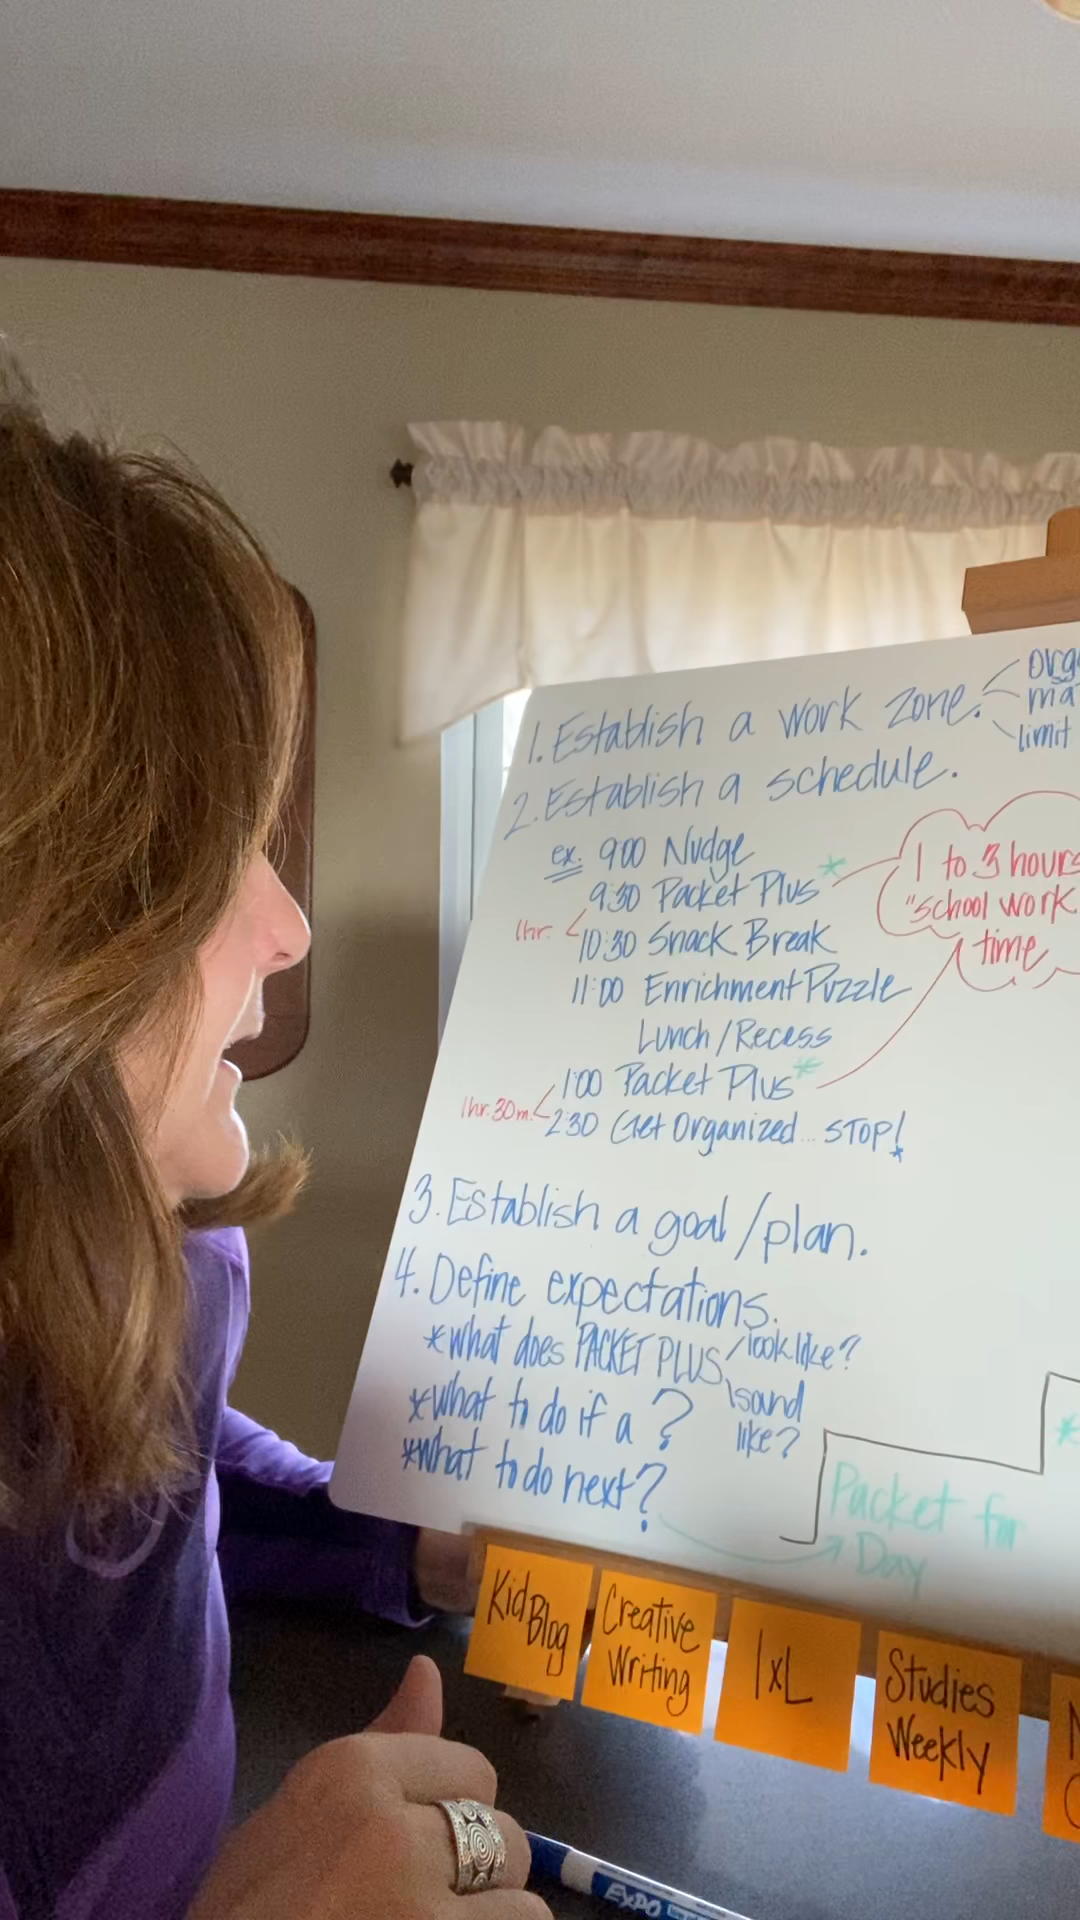 1. Establish a work zone.
limit
2. Establish a schedule.
ex. 9:00 Nudge
9:30 Packet Plus*
1hr.
10:30 Snack Break
11:00 Enrichment Puzzle
Lunch/Recess
1:00 Packet Plus*
1hr. 30m.
2:30 Get Organized... STOP!
1 to 3 hours
"school work
time
3. Establish a goal/plan.
4. Define expectations.
*what does PACKET PLUS look like?
sound
like?
*what to do if a ?
*what to do next?
Packet for
Day
*
Kid Blog
Creative
Writing
IxL
Studies
Weekly
EXPO